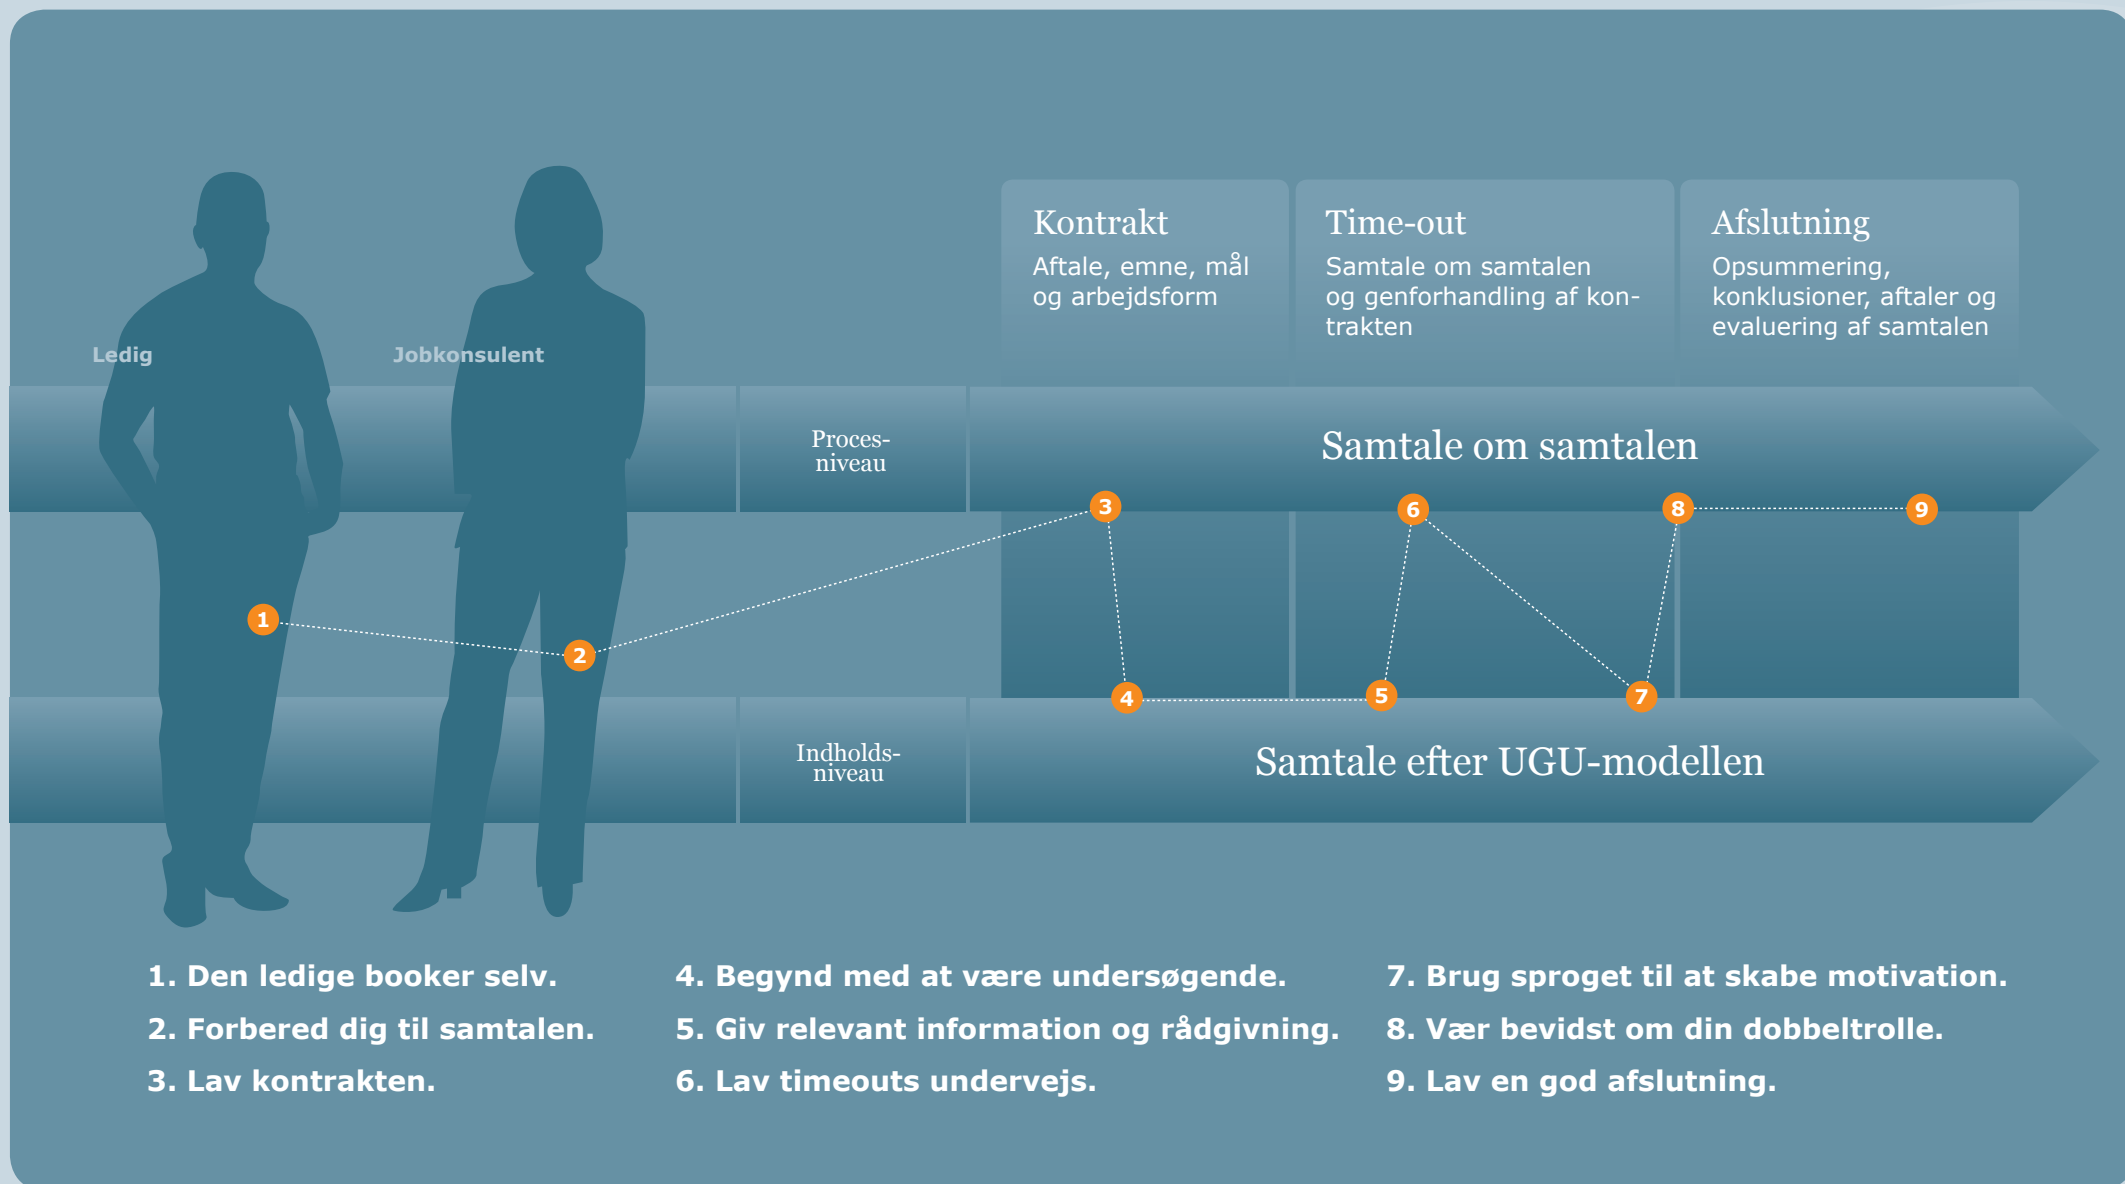 Kontrakt
Aftale, emne, mål
og arbejdsform
Time-out
Samtale om samtalen
og genforhandling af kon-
trakten
Afslutning
Opsummering,
konklusioner, aftaler og
evaluering af samtalen
Ledig
Jobkonsulent
Proces-
niveau
Samtale om samtalen
3
6
8
9
1
2
4
5
7
Indholds-
niveau
Samtale efter UGU-modellen
1. Den ledige booker selv.
2. Forbered dig til samtalen.
3. Lav kontrakten.
4. Begynd med at være undersøgende.
5. Giv relevant information og rådgivning.
6. Lav timeouts undervejs.
7. Brug sproget til at skabe motivation.
8. Vær bevidst om din dobbeltrolle.
9. Lav en god afslutning.